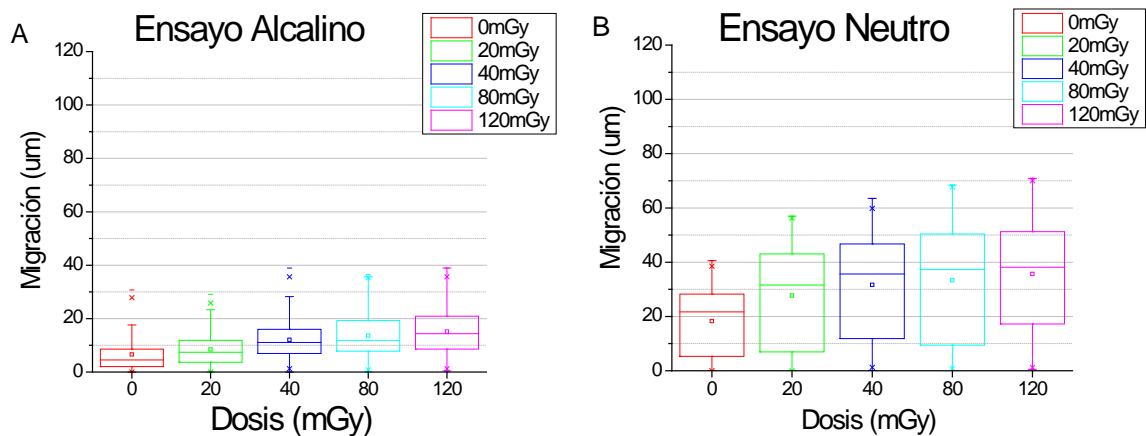 A
Ensayo Alcalino
0mGy
20mGy
40mGy
80mGy
120mGy
Migración (um)
120
100
80
60
40
20
0
0 20 40 80 120
Dosis (mGy)
B
Ensayo Neutro
0mGy
20mGy
40mGy
80mGy
120mGy
Migración (um)
120
100
80
60
40
20
0
0 20 40 80 120
Dosis (mGy)